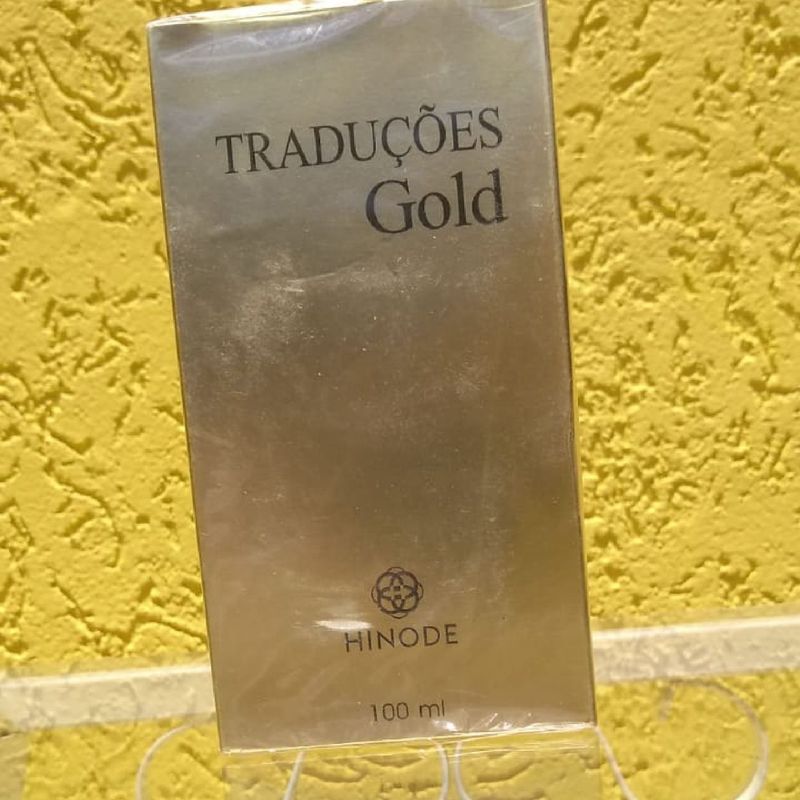 TRADUÇÕES
Gold
HINODE
100 ml